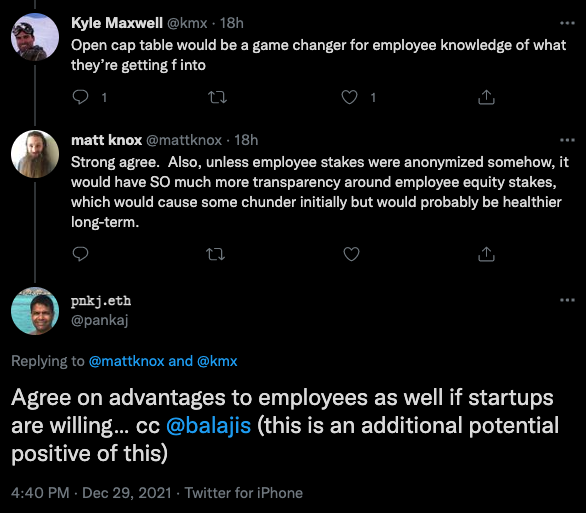 Kyle Maxwell @kmx · 18h
Open cap table would be a game changer for employee knowledge of what
they’re getting f into
1
1
matt knox @mattknox · 18h
Strong agree.  Also, unless employee stakes were anonymized somehow, it
would have SO much more transparency around employee equity stakes,
which would cause some chunder initially but would probably be healthier
long-term.
pnkj.eth
@pankaj
Replying to @mattknox and @kmx
Agree on advantages to employees as well if startups
are willing… cc @balajis (this is an additional potential
positive of this)
4:40 PM · Dec 29, 2021 · Twitter for iPhone